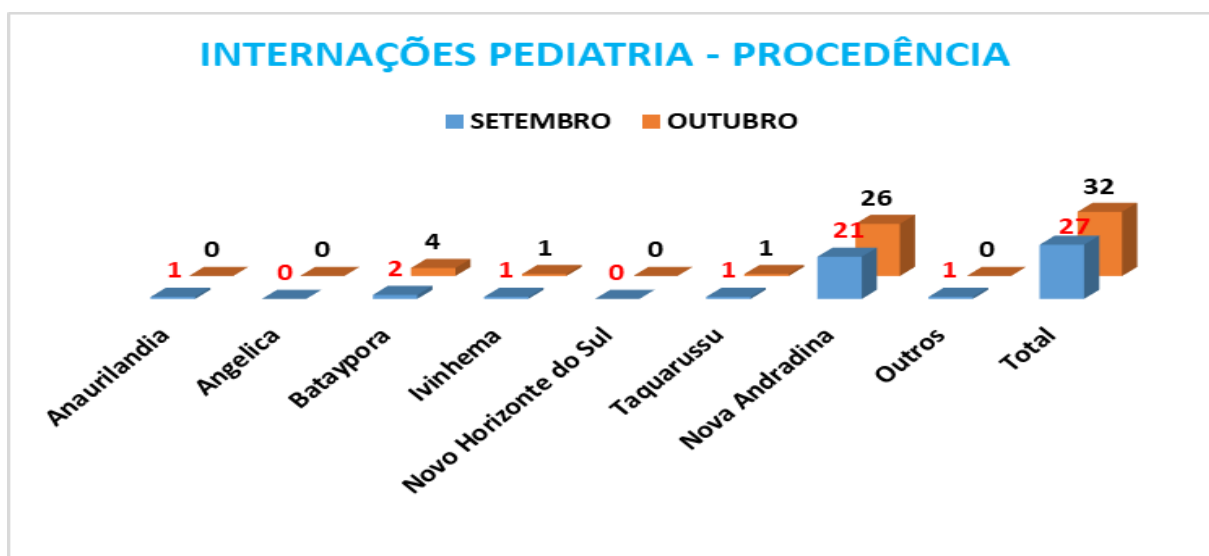 INTERNAÇÕES PEDIATRIA - PROCEDÊNCIA
SETEMBRO OUTUBRO
1 0 0 0 2 4 1 1 0 0 1 1 21 26 1 0 27 32
Anaurilandia
Angelica
Bataypora
Ivinhema
Novo Horizonte do Sul
Taquarussu
Nova Andradina
Outros
Total